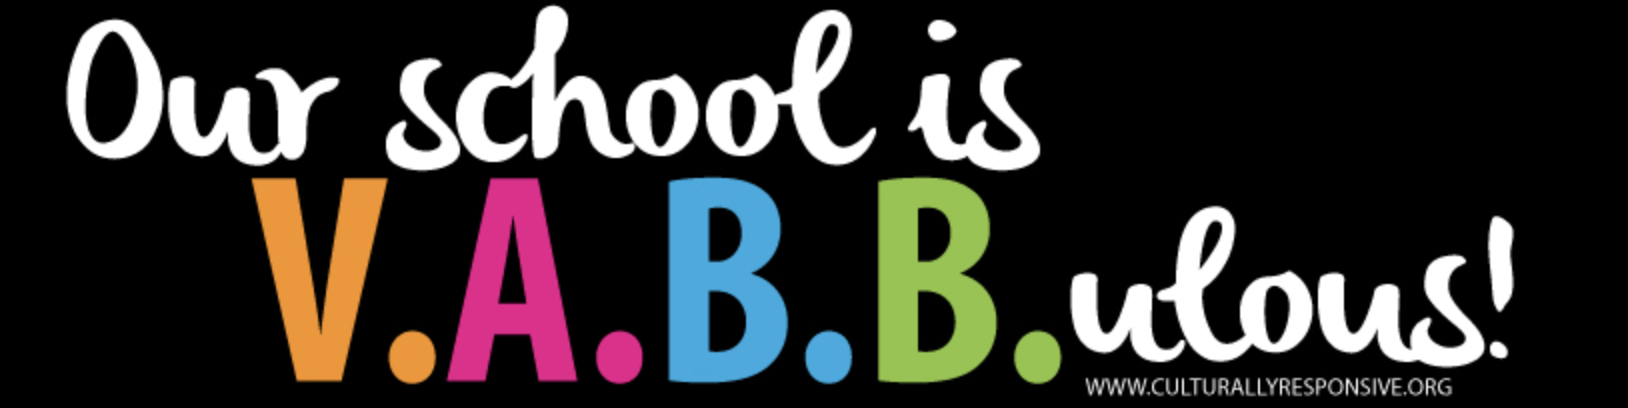 Our school is
V.A.B.B.ulous!
WWW.CULTURALLYRESPONSIVE.ORG